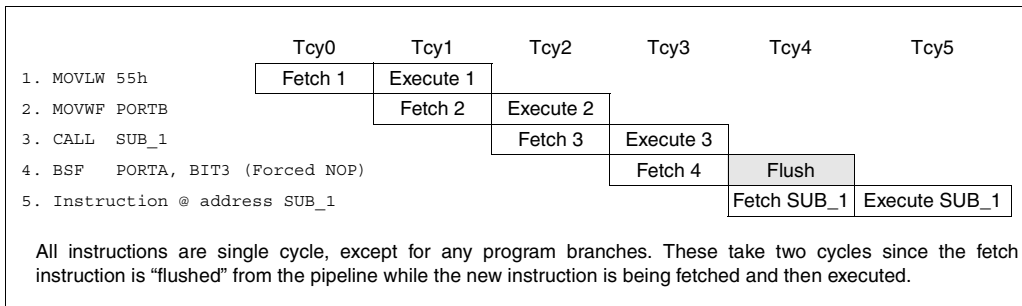 Tcy0 Tcy1 Tcy2 Tcy3 Tcy4 Tcy5
1. MOVLW 55h Fetch 1 Execute 1
2. MOVWF PORTB Fetch 2 Execute 2
3. CALL SUB_1 Fetch 3 Execute 3
4. BSF PORTA, BIT3 (Forced NOP) Fetch 4 Flush
5. Instruction @ address SUB_1 Fetch SUB_1 Execute SUB_1
All instructions are single cycle, except for any program branches. These take two cycles since the fetch
instruction is “flushed” from the pipeline while the new instruction is being fetched and then executed.